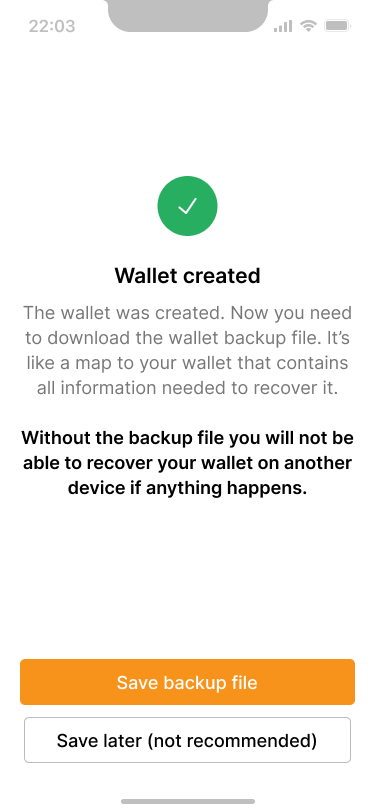 22:03
Wallet created
The wallet was created. Now you need
to download the wallet backup file. It’s
like a map to your wallet that contains
all information needed to recover it.
Without the backup file you will not be
able to recover your wallet on another
device if anything happens.
Save backup file
Save later (not recommended)